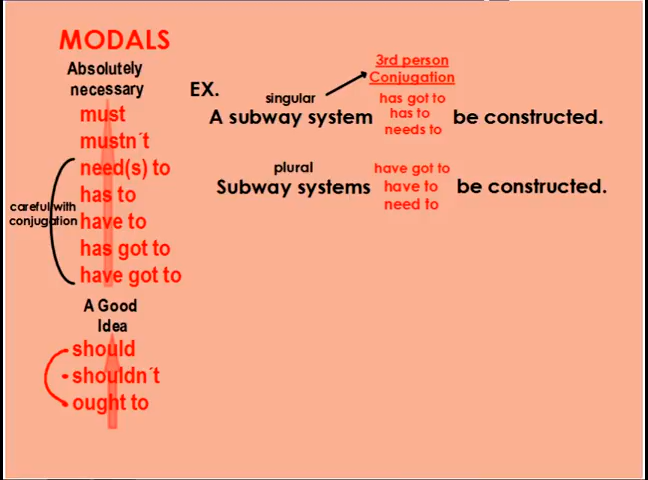 MODALS
Absolutely
necessary
must
mustn´t
need(s) to
has to
have to
has got to
have got to
careful with
conjugation
A Good
Idea
should
shouldn´t
ought to
3rd person
Conjugation
EX.
singular
has got to
A subway system has to be constructed.
needs to
plural
have got to
Subway systems have to be constructed.
need to